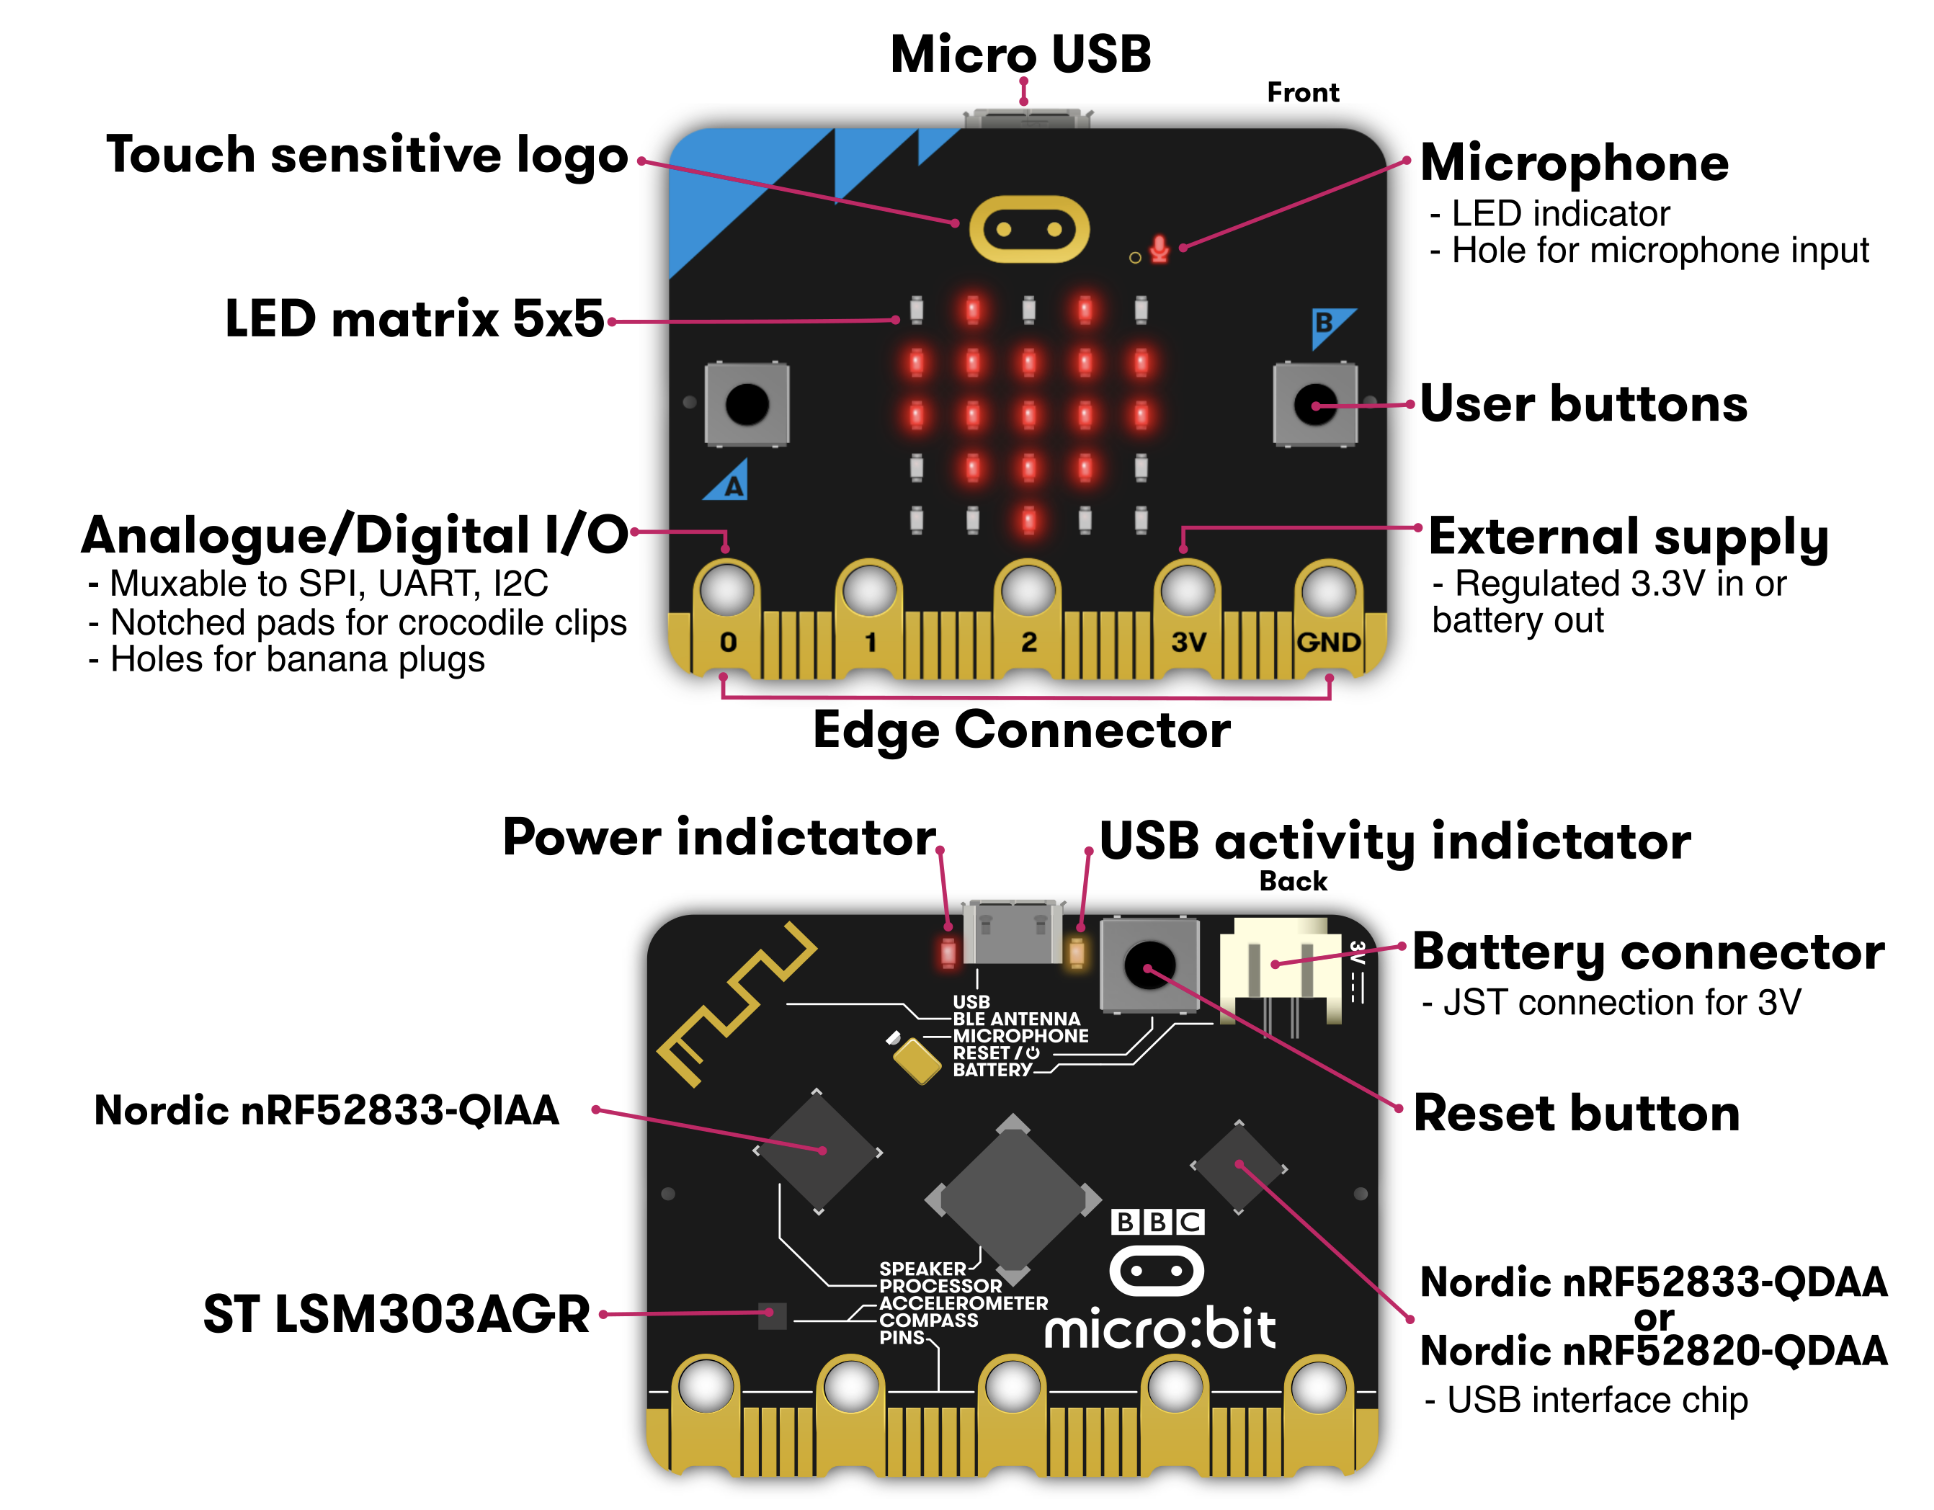 Micro USB
Front
Touch sensitive logo
Microphone
- LED indicator
- Hole for microphone input
LED matrix 5x5
B
User buttons
A
Analogue/Digital I/O
- Muxable to SPI, UART, I2C
- Notched pads for crocodile clips
- Holes for banana plugs
External supply
- Regulated 3.3V in or
battery out
0 1 2 3V GND
Edge Connector
Power indictator
USB activity indictator
Back
Battery connector
- JST connection for 3V
3V
USB
BLE ANTENNA
MICROPHONE
RESET /
BATTERY
Nordic nRF52833-QIAA
Reset button
BBC
micro:bit
SPEAKER
PROCESSOR
ACCELEROMETER
COMPASS
PINS
ST LSM303AGR
Nordic nRF52833-QDAA
or
Nordic nRF52820-QDAA
- USB interface chip